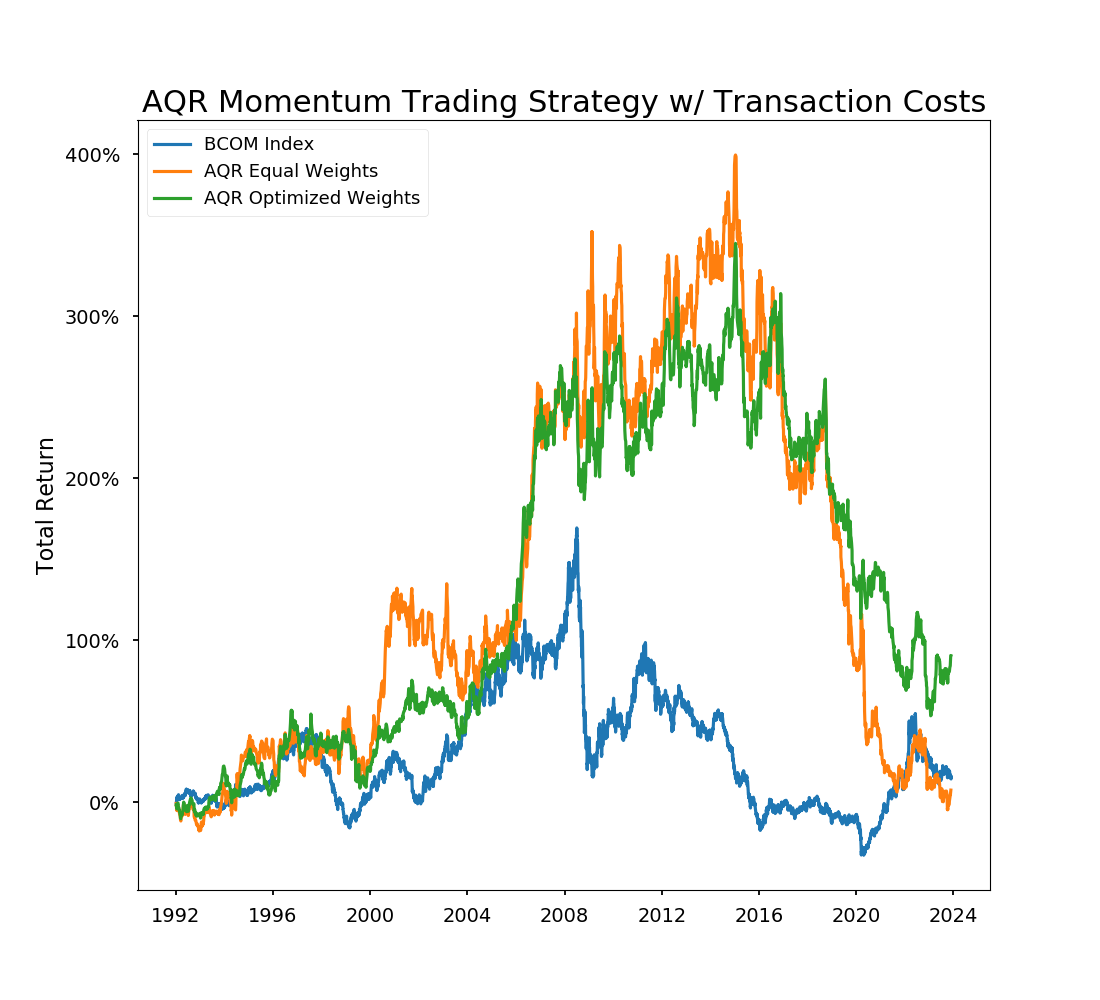 AQR Momentum Trading Strategy w/ Transaction Costs
BCOM Index
AQR Equal Weights
AQR Optimized Weights
400%
300%
200%
100%
0%
Total Return
1992 1996 2000 2004 2008 2012 2016 2020 2024